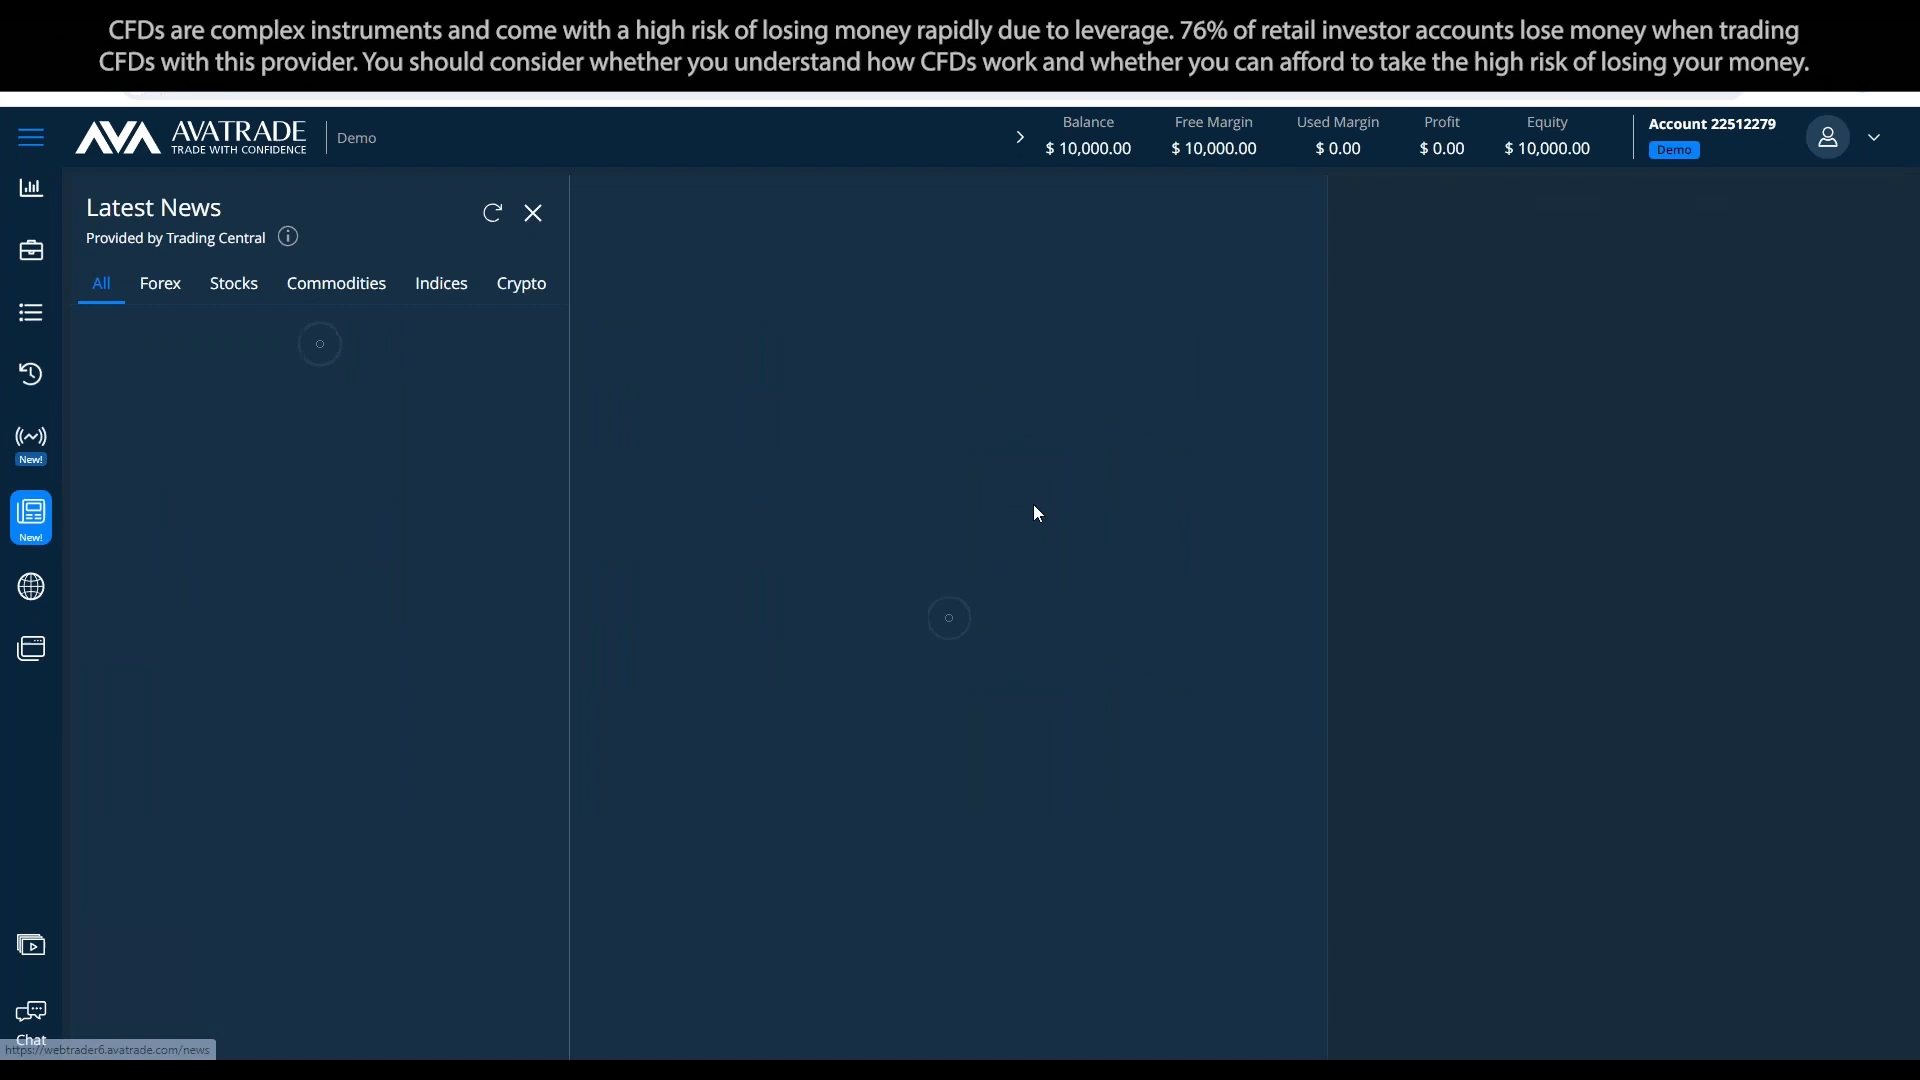 CFDs are complex instruments and come with a high risk of losing money rapidly due to leverage. 76% of retail investor accounts lose money when trading
CFDs with this provider. You should consider whether you understand how CFDs work and whether you can afford to take the high risk of losing your money.
AVA AVATRADE
TRADE WITH CONFIDENCE
Demo
Balance
$ 10,000.00
Free Margin
$ 10,000.00
Used Margin
$ 0.00
Profit
$ 0.00
Equity
$ 10,000.00
Account 22512279
Demo
Latest News
Provided by Trading Central
All Forex Stocks Commodities Indices Crypto
New!
New!
Chat
https://webtrader6.avatrade.com/news